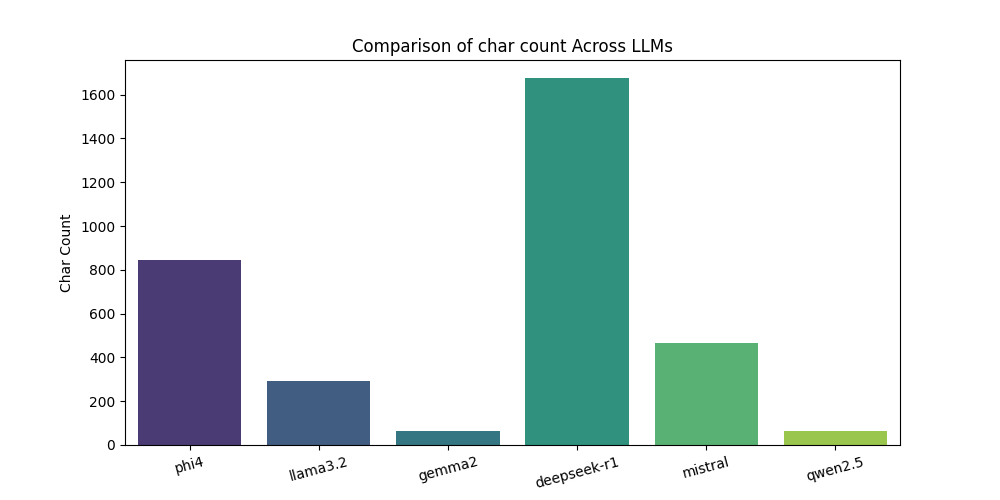 Comparison of char count Across LLMs
Char Count
1600
1400
1200
1000
800
600
400
200
0
phi4
llama3.2
gemma2
deepseek-r1
mistral
qwen2.5